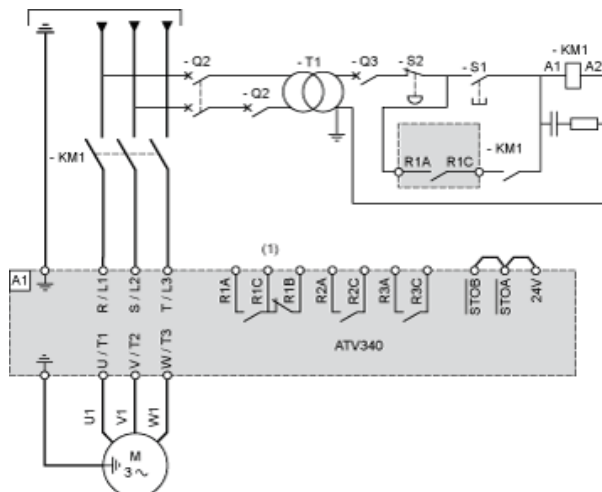 - Q2
- T1
- Q3
- S2
- S1
- KM1
A1
A2
- Q2
- KM1
R1A
R1C
- KM1
(1)
A1
R / L1
S / L2
T / L3
R1A
R1C
R1B
R2A
R2C
R3A
R3C
STOB
STOA
24V
ATV340
U / T1
V / T2
W / T3
U1
V1
W1
M
3 ~